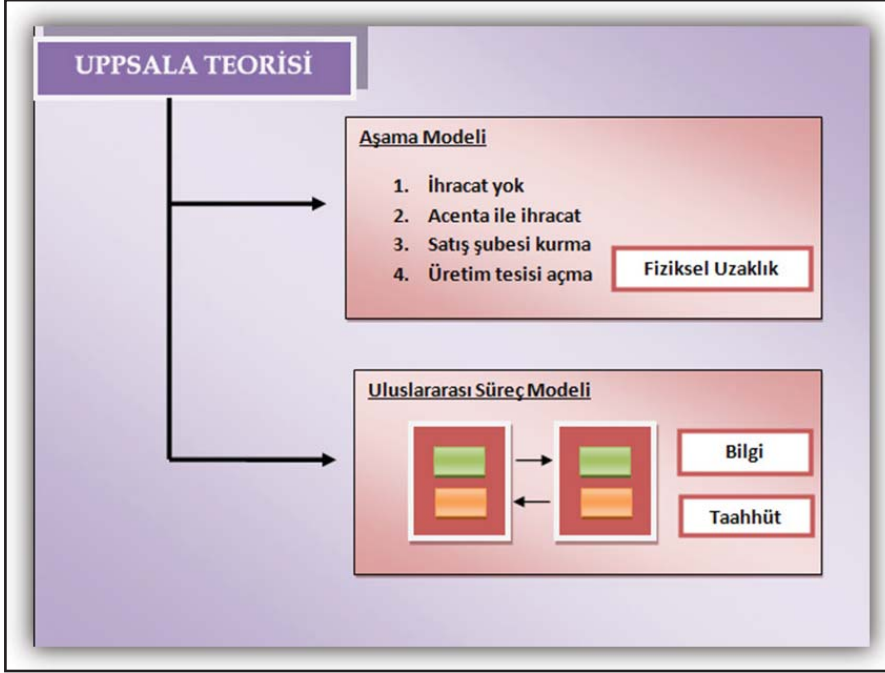 UPPSALA TEORİSİ
Aşama Modeli
1. İhracat yok
2. Acenta ile ihracat
3. Satış şubesi kurma
4. Üretim tesisi açma
Fiziksel Uzaklık
Uluslararası Süreç Modeli
Bilgi
Taahhüt